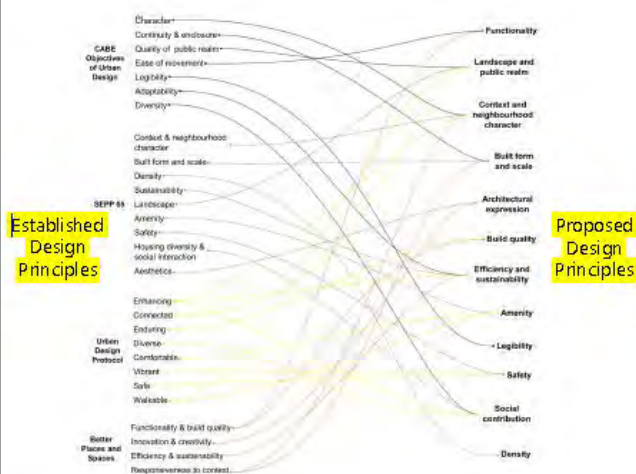 Established
Design
Principles
CABE
Objectives
of Urban
Design
Character
Continuity & enclosure
Quality of public realm
Ease of movement
Legibility
Adaptability
Diversity
SEPP 65
Context & neighbourhood
character
Built form and scale
Density
Sustainability
Landscape
Amenity
Safety
Housing diversity &
social interaction
Aesthetics
Urban
Design
Protocol
Enhancing
Connected
Enduring
Diverse
Comfortable
Vibrant
Safe
Walkable
Better
Places and
Spaces
Functionality & build quality
Innovation & creativity
Efficiency & sustainability
Responsiveness to context
Functionality
Landscape and
public realm
Context and
neighbourhood
character
Built form
and scale
Architectural
expression
Build quality
Efficiency and
sustainability
Amenity
Legibility
Safety
Social
contribution
Density
Proposed
Design
Principles